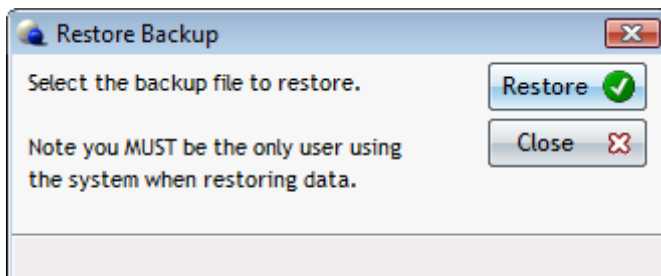 Restore Backup
Select the backup file to restore.
Restore
Note you MUST be the only user using
the system when restoring data.
Close